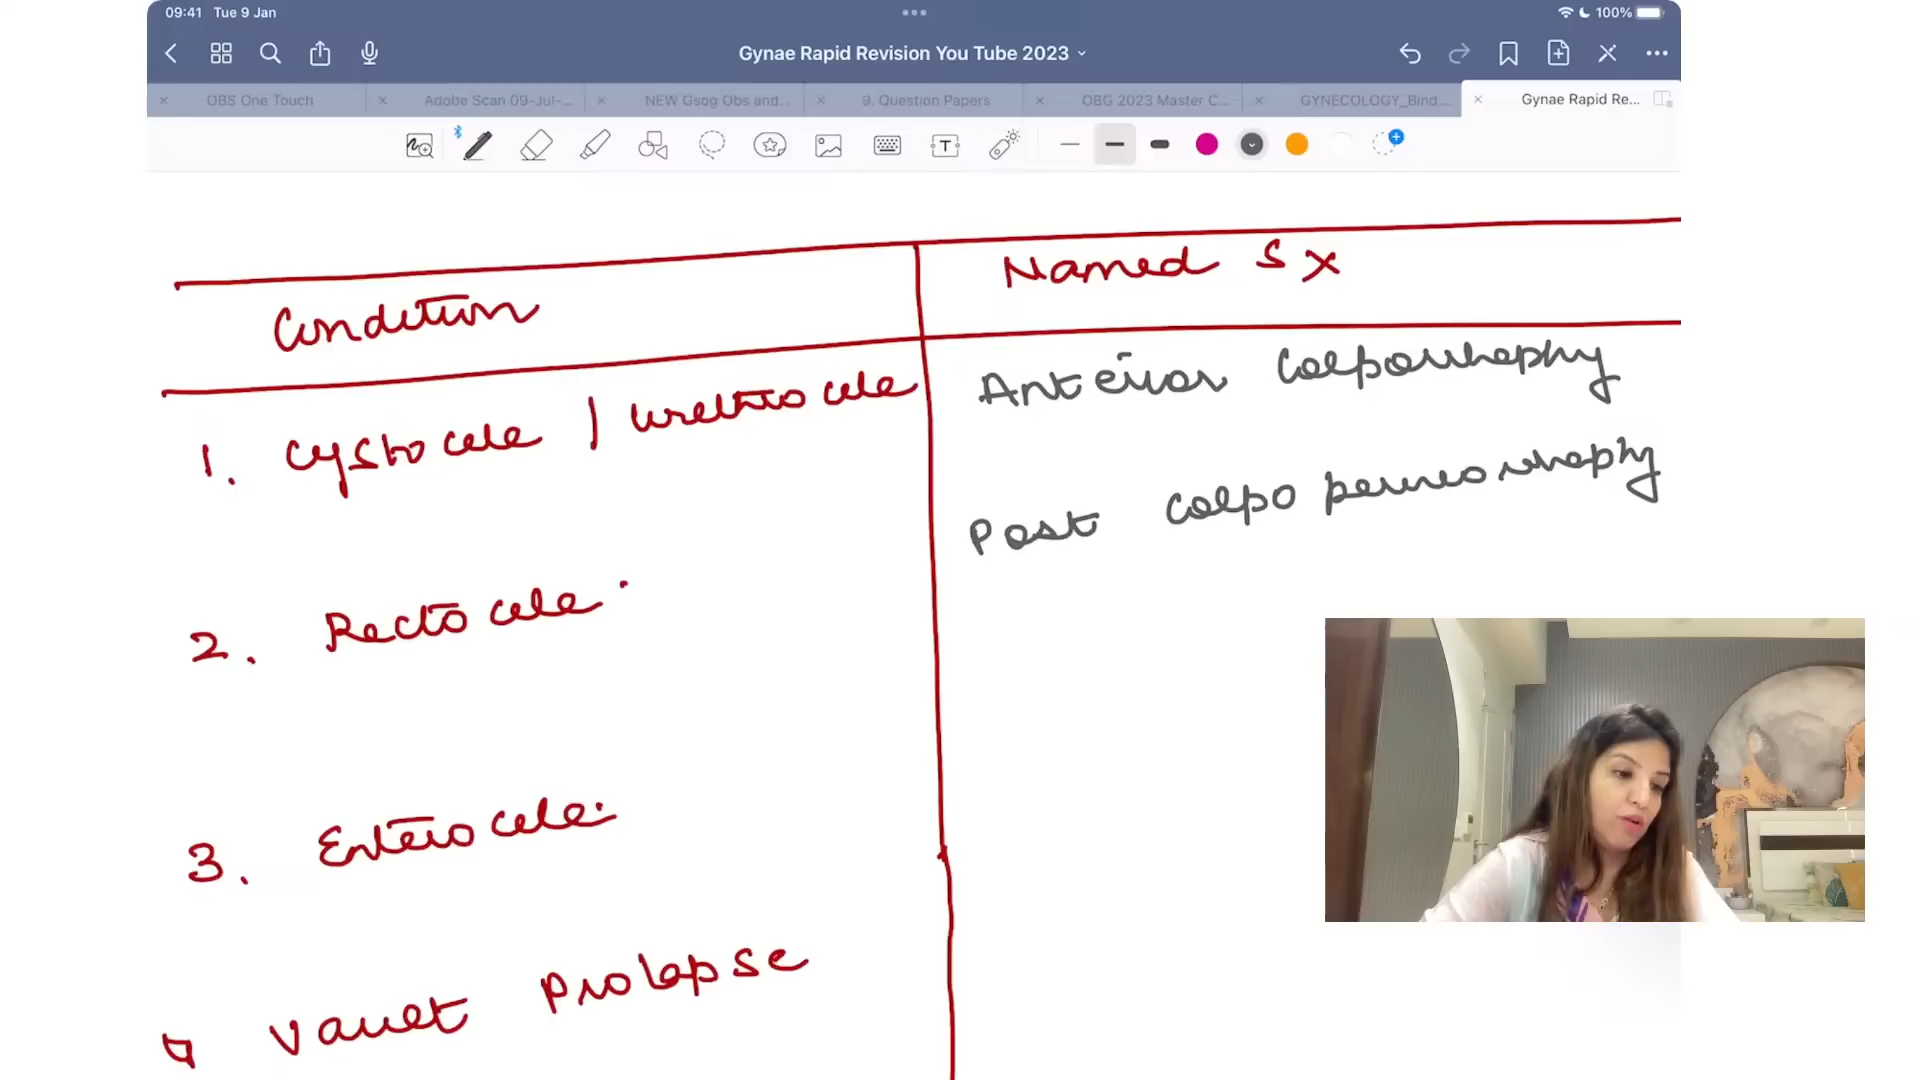 09:41 Tue 9 Jan
100%
Gynae Rapid Revision You Tube 2023
OBS One Touch
Adobe Scan 09-Jul-...
NEW Gsog Obs and...
9. Question Papers
OBG 2023 Master C...
GYNECOLOGY_Bind...
Gynae Rapid Re...
Condition
Named Sx
1. Cystocele | Urethrocele
Anterior Colporrhaphy
Post Colpo perineorrhaphy
2. Rectocele
3. Enterocele
4 Vault Prolapse